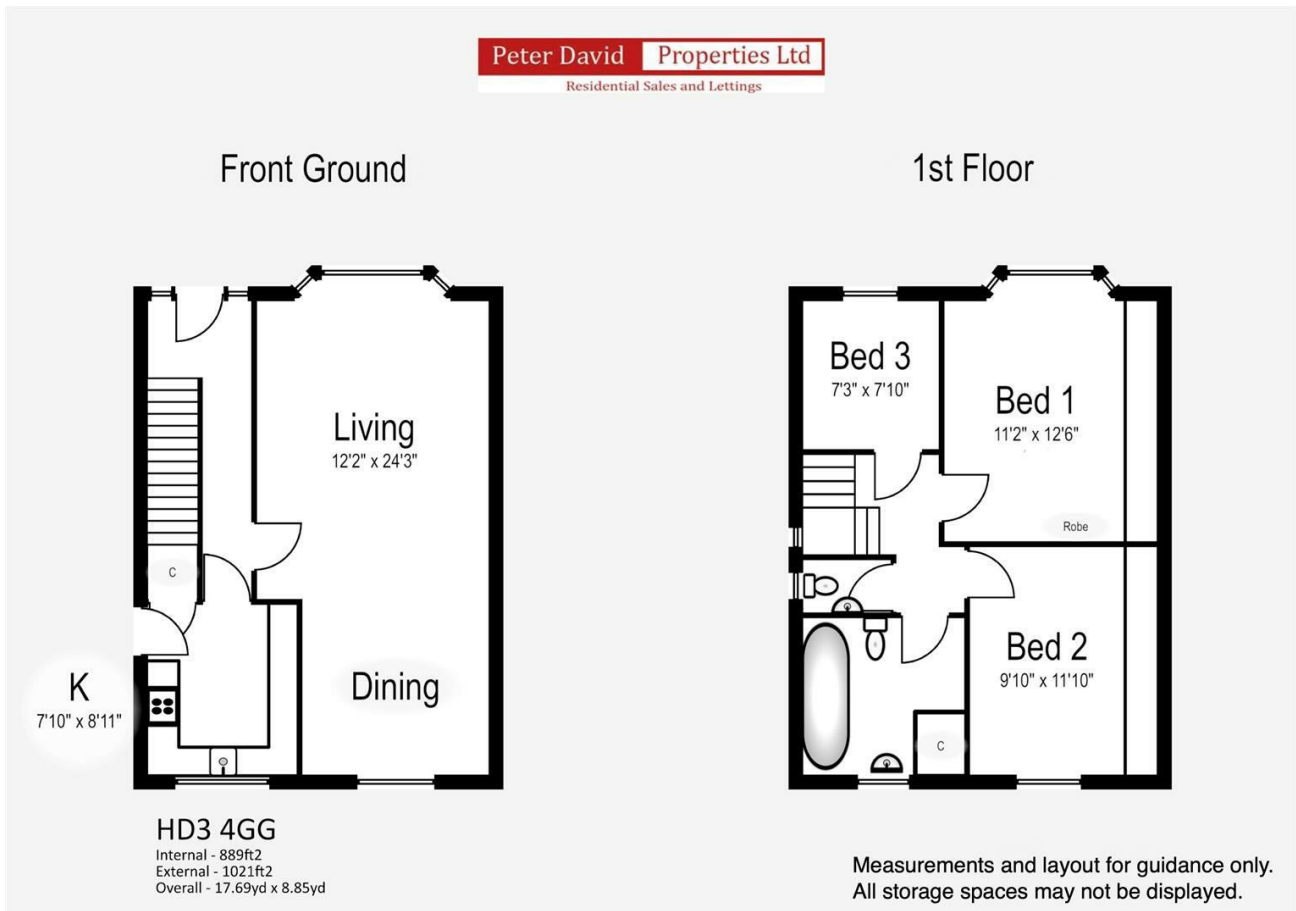 Peter David Properties Ltd
Residential Sales and Lettings
Front Ground
1st Floor
Living
12'2" x 24'3"
C
K
7'10" x 8'11"
Dining
Bed 3
7'3" x 7'10"
Bed 1
11'2" x 12'6"
Robe
Bed 2
9'10" x 11'10"
C
HD3 4GG
Internal - 889ft2
External - 1021ft2
Overall - 17.69yd x 8.85yd
Measurements and layout for guidance only.
All storage spaces may not be displayed.